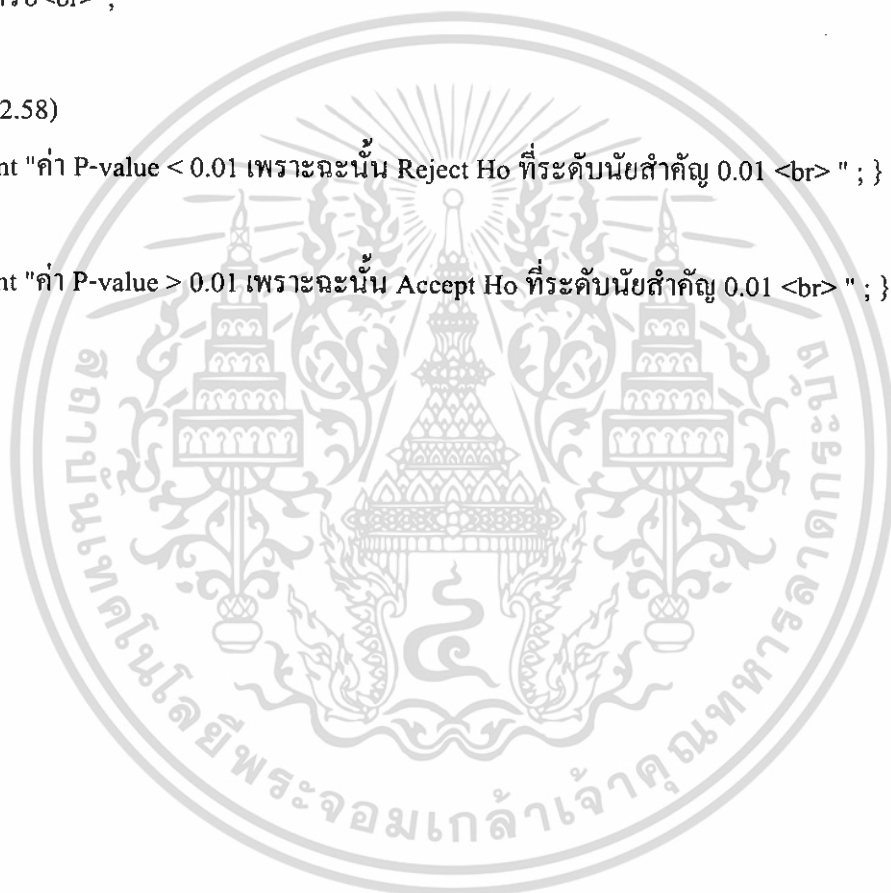 <br> " ;
2.58)
nt "ค่า P-value < 0.01 เพราะฉะนั้น Reject Ho ที่ระดับนัยสำคัญ 0.01 <br> " ; }
nt "ค่า P-value > 0.01 เพราะฉะนั้น Accept Ho ที่ระดับนัยสำคัญ 0.01 <br> " ; }
สถาบันเทคโนโลยีพระจอมเกล้าเจ้าคุณทหารลาดกระบัง